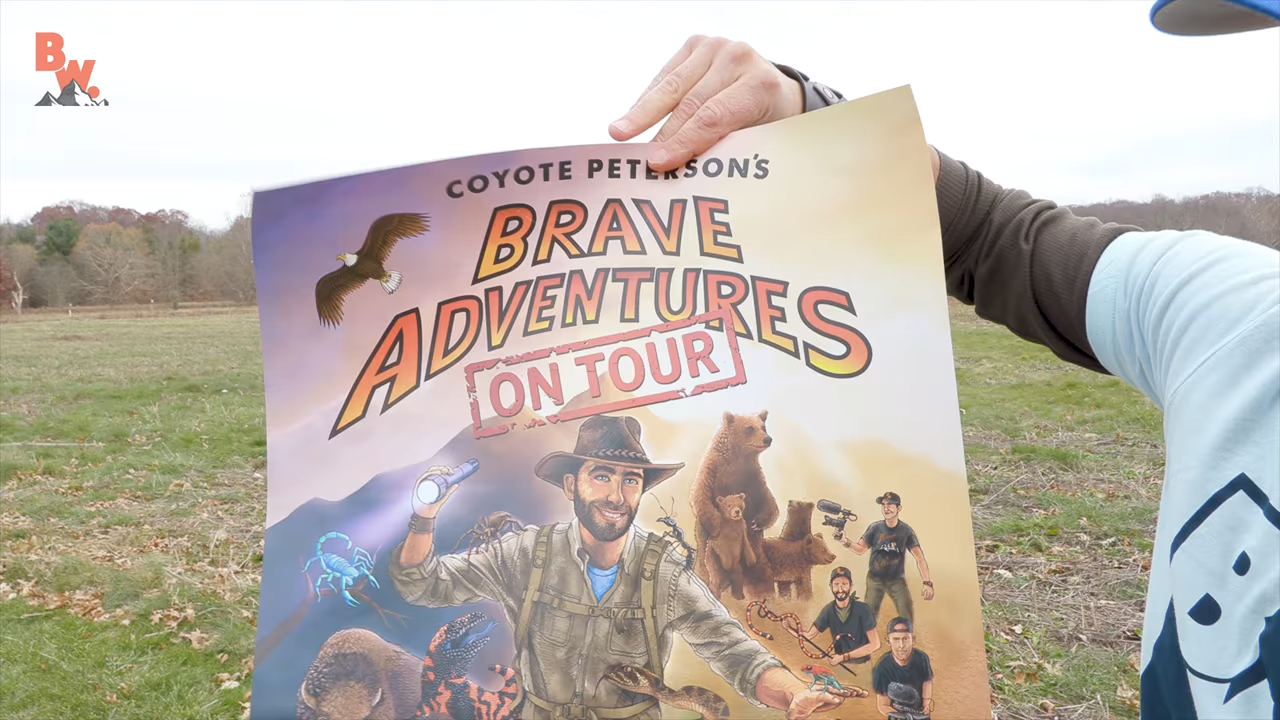 BW.
COYOTE PETERSON'S
BRAVE
ADVENTURES
ON TOUR